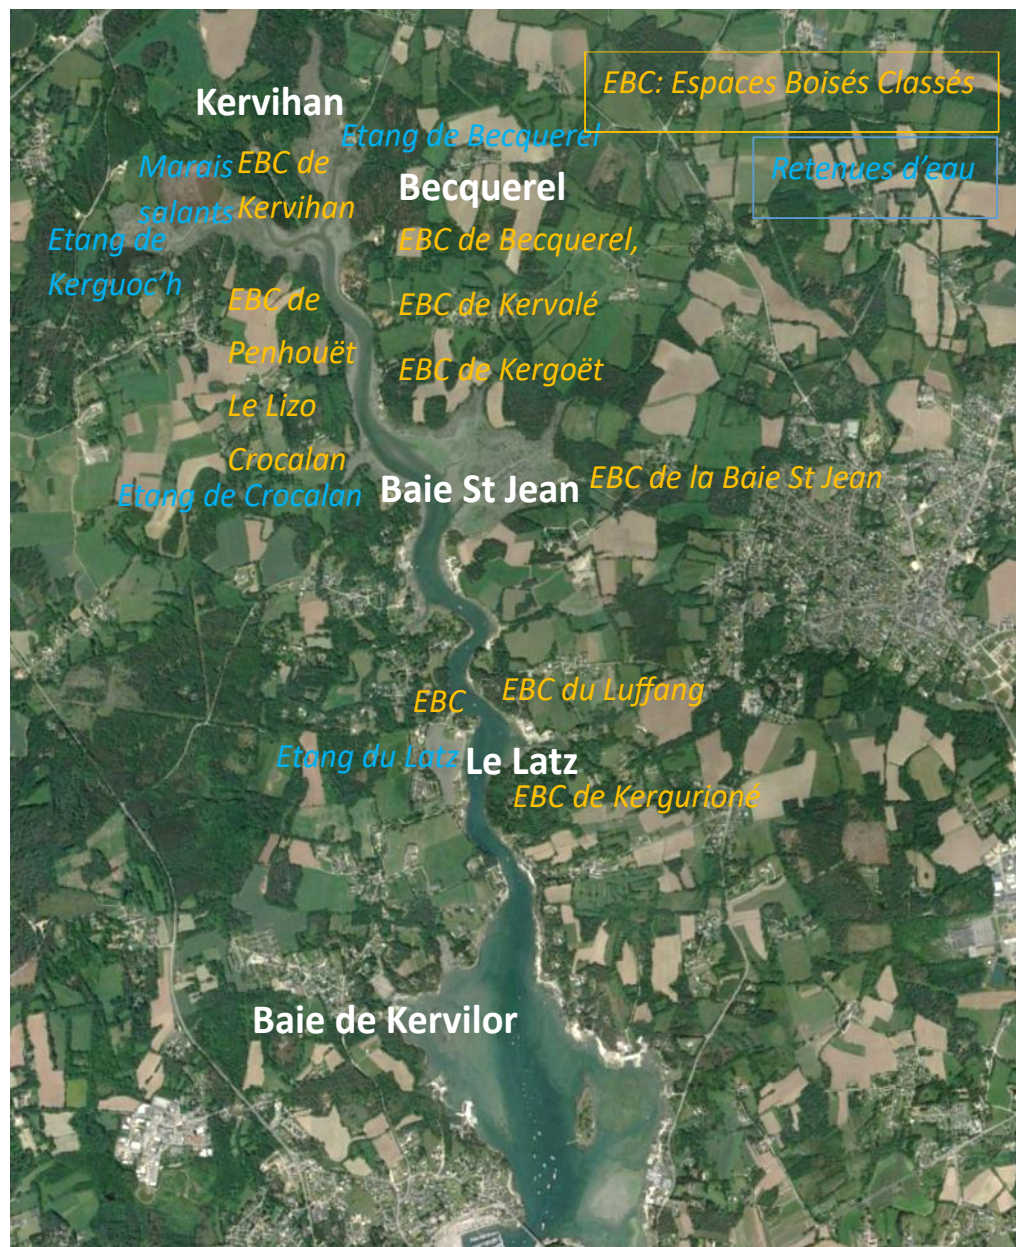 Kervihan
EBC: Espaces Boisés Classés
Etang de Becquerel
Retenues d’eau
Marais
salants
EBC de
Kervihan
Becquerel
Etang de
Kerguoc’h
EBC de Becquerel,
EBC de Kervalé
EBC de Kergoët
EBC de
Penhouët
Le Lizo
Crocalan
Etang de Crocalan
Baie St Jean
EBC de la Baie St Jean
EBC
EBC du Luffang
Etang du Latz
Le Latz
EBC de Kergurioné
Baie de Kervilor